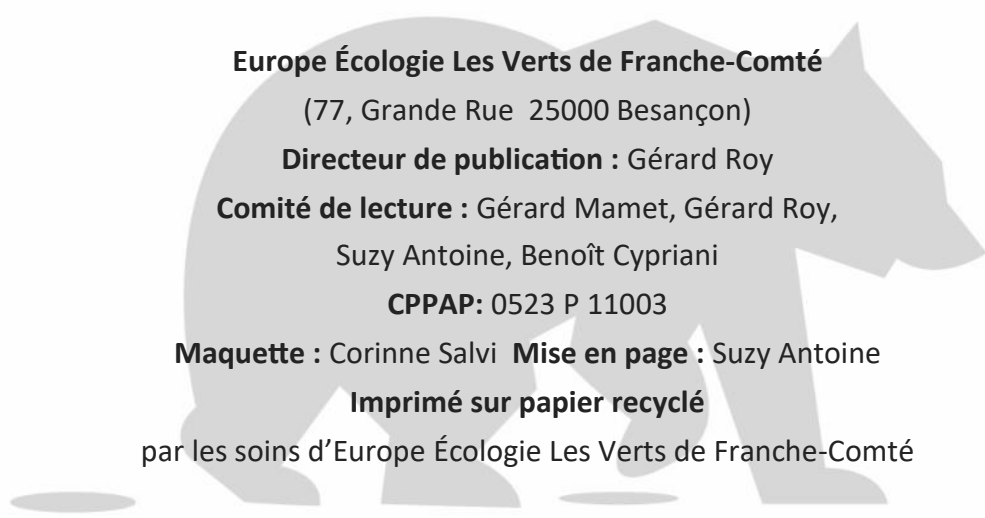 Europe Écologie Les Verts de Franche-Comté
(77, Grande Rue 25000 Besançon)
Directeur de publication : Gérard Roy
Comité de lecture : Gérard Mamet, Gérard Roy,
Suzy Antoine, Benoît Cypriani
CPPAP: 0523 P 11003
Maquette : Corinne Salvi Mise en page : Suzy Antoine
Imprimé sur papier recyclé
par les soins d’Europe Écologie Les Verts de Franche-Comté